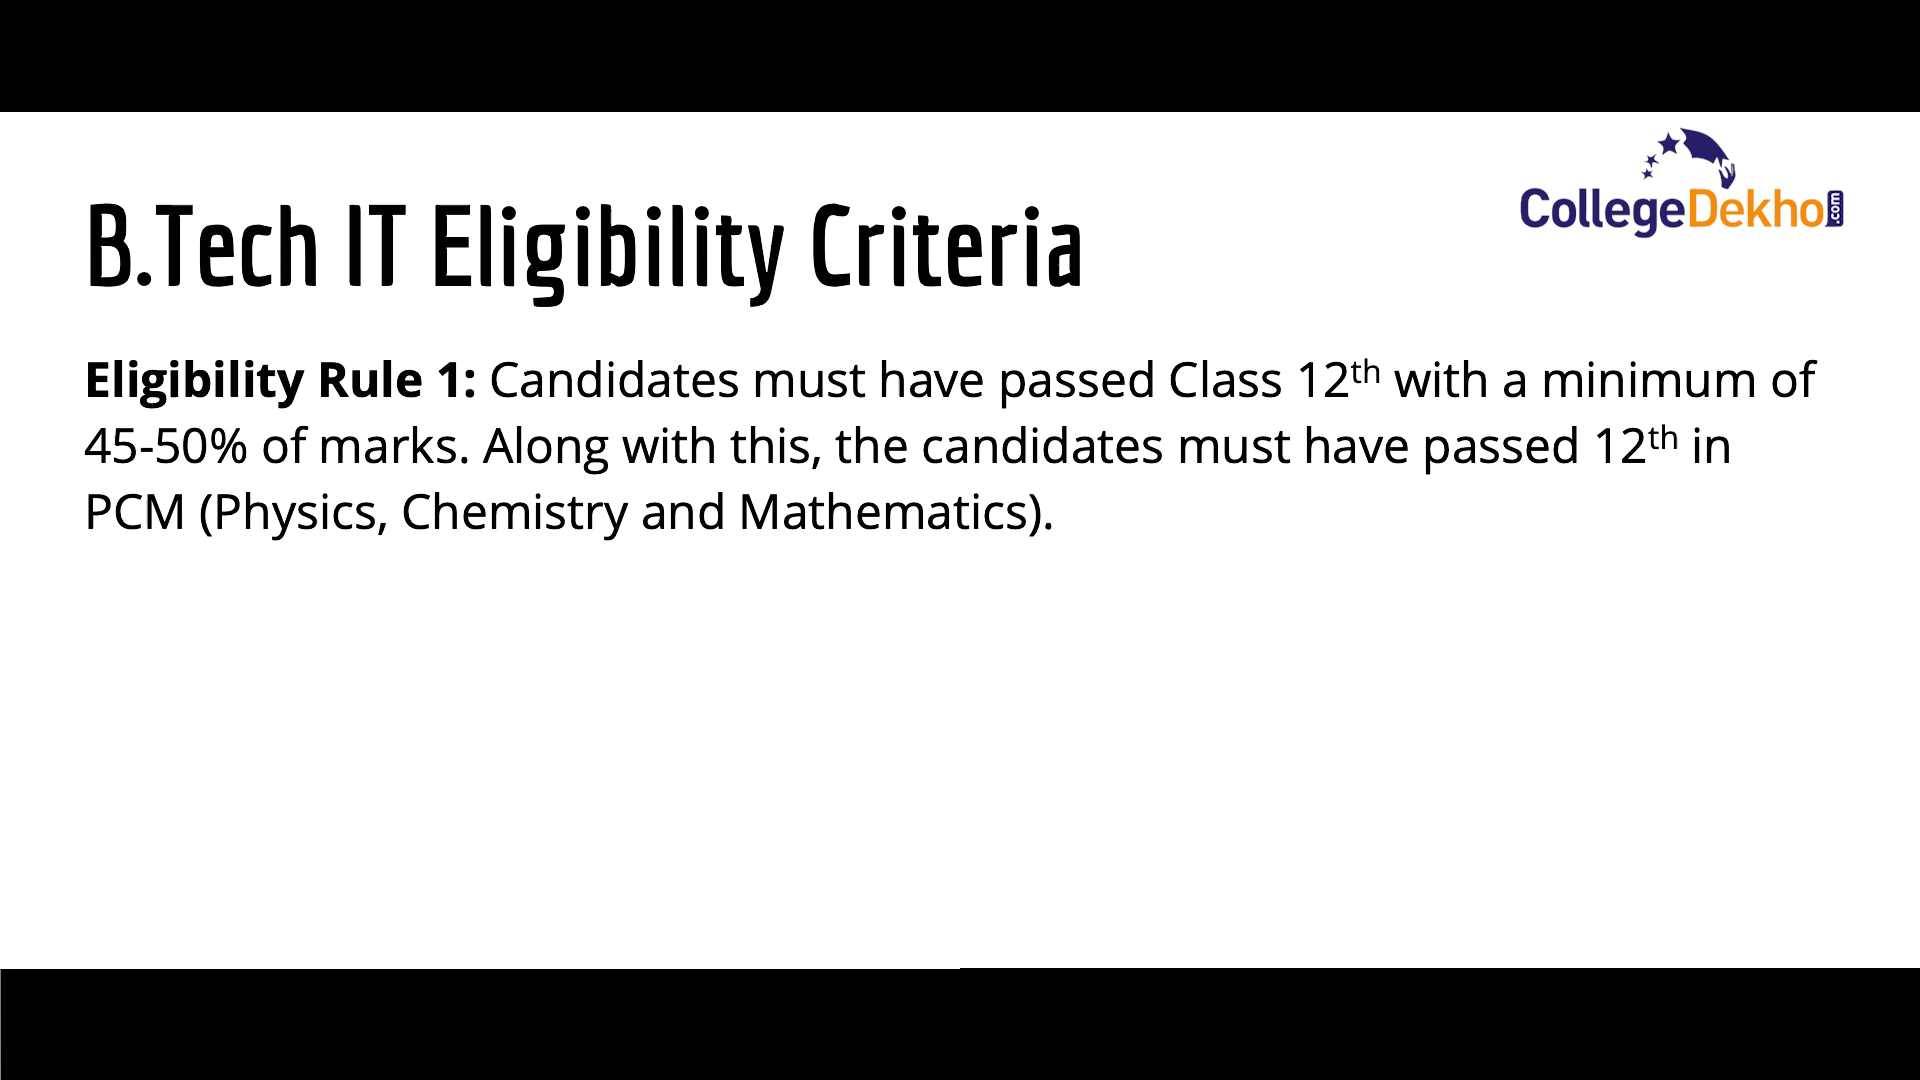 CollegeDekho.com
B.Tech IT Eligibility Criteria
Eligibility Rule 1: Candidates must have passed Class 12th with a minimum of
45-50% of marks. Along with this, the candidates must have passed 12th in
PCM (Physics, Chemistry and Mathematics).